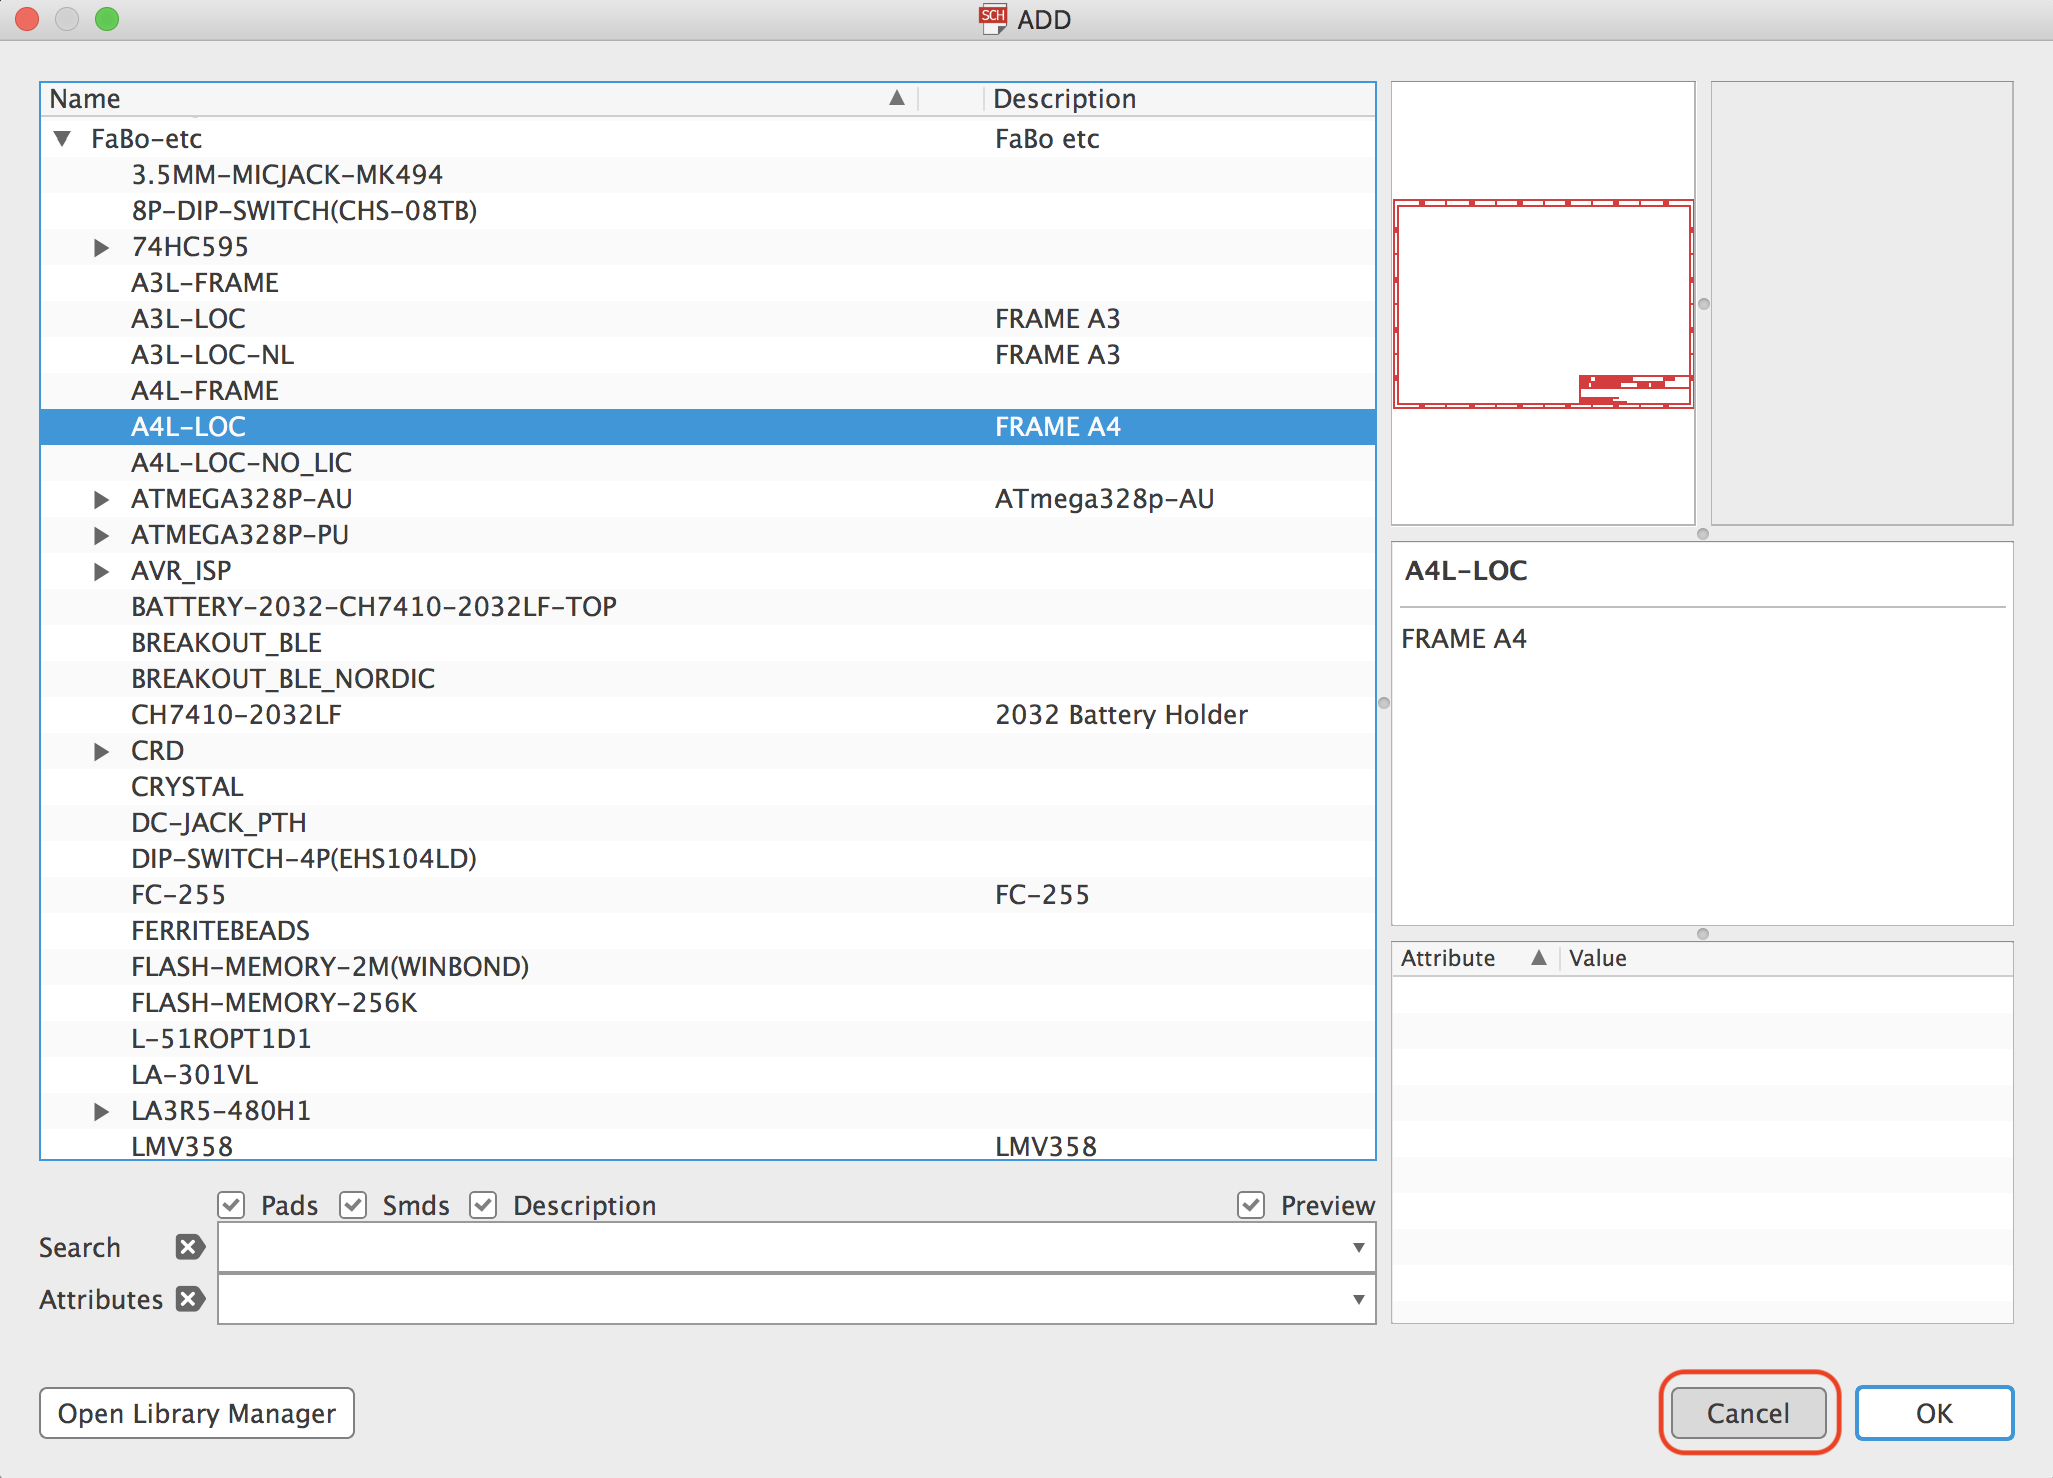 SCH ADD
Name Description
FaBo-etc FaBo etc
3.5MM-MICJACK-MK494
8P-DIP-SWITCH(CHS-08TB)
74HC595
A3L-FRAME
A3L-LOC FRAME A3
A3L-LOC-NL FRAME A3
A4L-FRAME
A4L-LOC FRAME A4
A4L-LOC-NO_LIC
ATMEGA328P-AU ATmega328p-AU
ATMEGA328P-PU
AVR_ISP
BATTERY-2032-CH7410-2032LF-TOP
BREAKOUT_BLE
BREAKOUT_BLE_NORDIC
CH7410-2032LF 2032 Battery Holder
CRD
CRYSTAL
DC-JACK_PTH
DIP-SWITCH-4P(EHS104LD)
FC-255 FC-255
FERRITEBEADS
FLASH-MEMORY-2M(WINBOND)
FLASH-MEMORY-256K
L-51ROPT1D1
LA-301VL
LA3R5-480H1
LMV358 LMV358
A4L-LOC
FRAME A4
Attribute Value
Pads Smds Description Preview
Search
Attributes
Open Library Manager Cancel OK